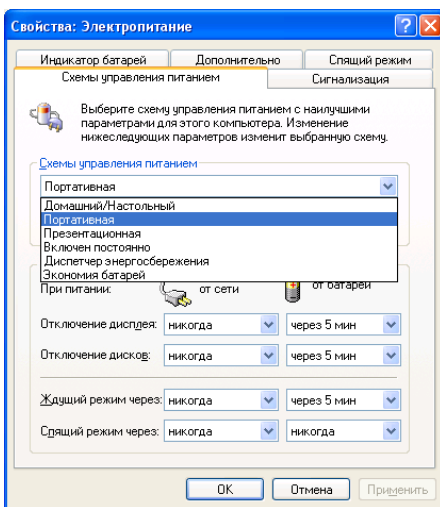 Свойства: Электропитание
Индикатор батарей
Дополнительно
Спящий режим
Схемы управления питанием
Сигнализация
Выберите схему управления питанием с наилучшими
параметрами для этого компьютера. Изменение
нижеследующих параметров изменит выбранную схему.
Схемы управления питанием
Портативная
Домашний/Настольный
Портативная
Презентационная
Включен постоянно
Диспетчер энергосбережения
Экономия батарей
При питании:
от сети
от батарей
Отключение дисплея:
никогда
через 5 мин
Отключение дисков:
никогда
через 5 мин
Ждущий режим через:
никогда
через 5 мин
Спящий режим через:
никогда
никогда
OK
Отмена
Применить